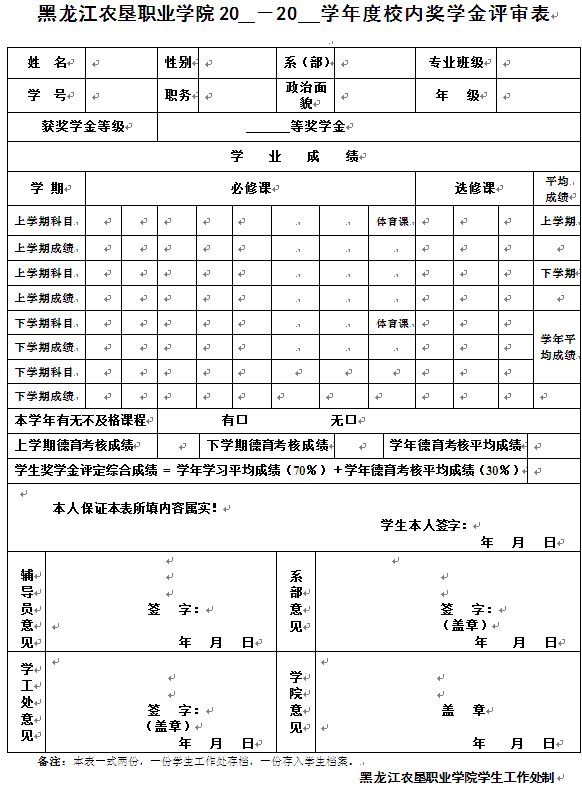 黑龙江农垦职业学院20__－20__学年度校内奖学金评审表
姓 名 性别 系（部） 专业班级
学 号 职务 政治面貌 年 级
获奖学金等级 ______等奖学金
学 业 成 绩
学 期 必修课 选修课 平均成绩
上学期科目 体育课 上学期
上学期成绩
上学期科目 下学期
上学期成绩
下学期科目 体育课 学年平均成绩
下学期成绩
下学期科目
下学期成绩
本学年有无不及格课程 有口 无口
上学期德育考核成绩 下学期德育考核成绩 学年德育考核平均成绩
学生奖学金评定综合成绩 = 学年学习平均成绩（70%）+学年德育考核平均成绩（30%）
本人保证本表所填内容属实！
学生本人签字：
年 月 日
辅导员意见 签 字： 年 月 日
系部意见 签 字： （盖章） 年 月 日
学工处意见 签 字： （盖章） 年 月 日
学院意见 盖 章 年 月 日
备注：本表一式两份，一份学生工作处存档，一份存入学生档案。
黑龙江农垦职业学院学生工作处制